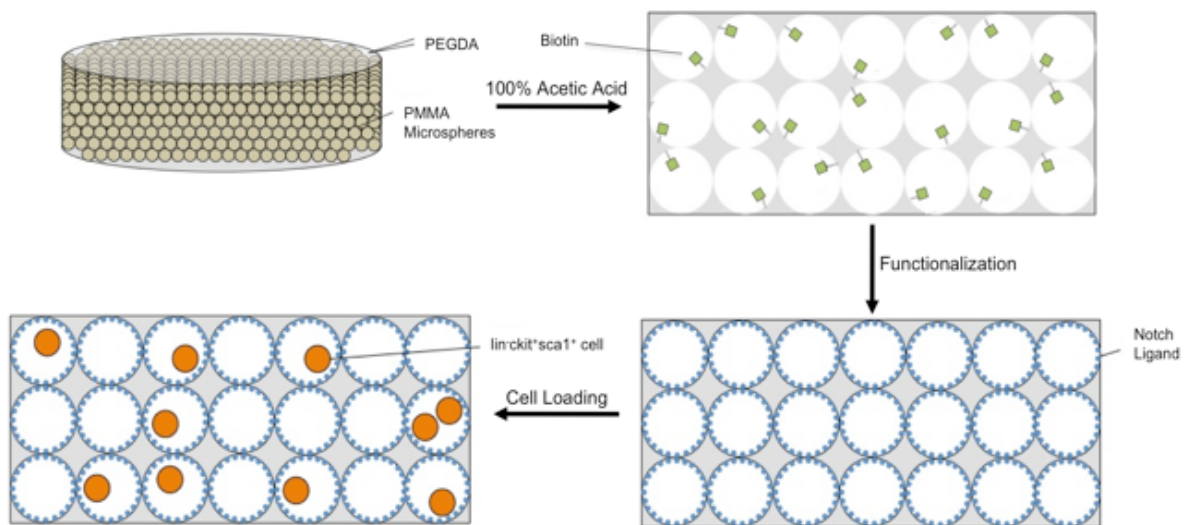 PEGDA
PMMA
Microspheres
100% Acetic Acid
Biotin
Functionalization
Notch
Ligand
Cell Loading
lin-ckit+sca1+ cell